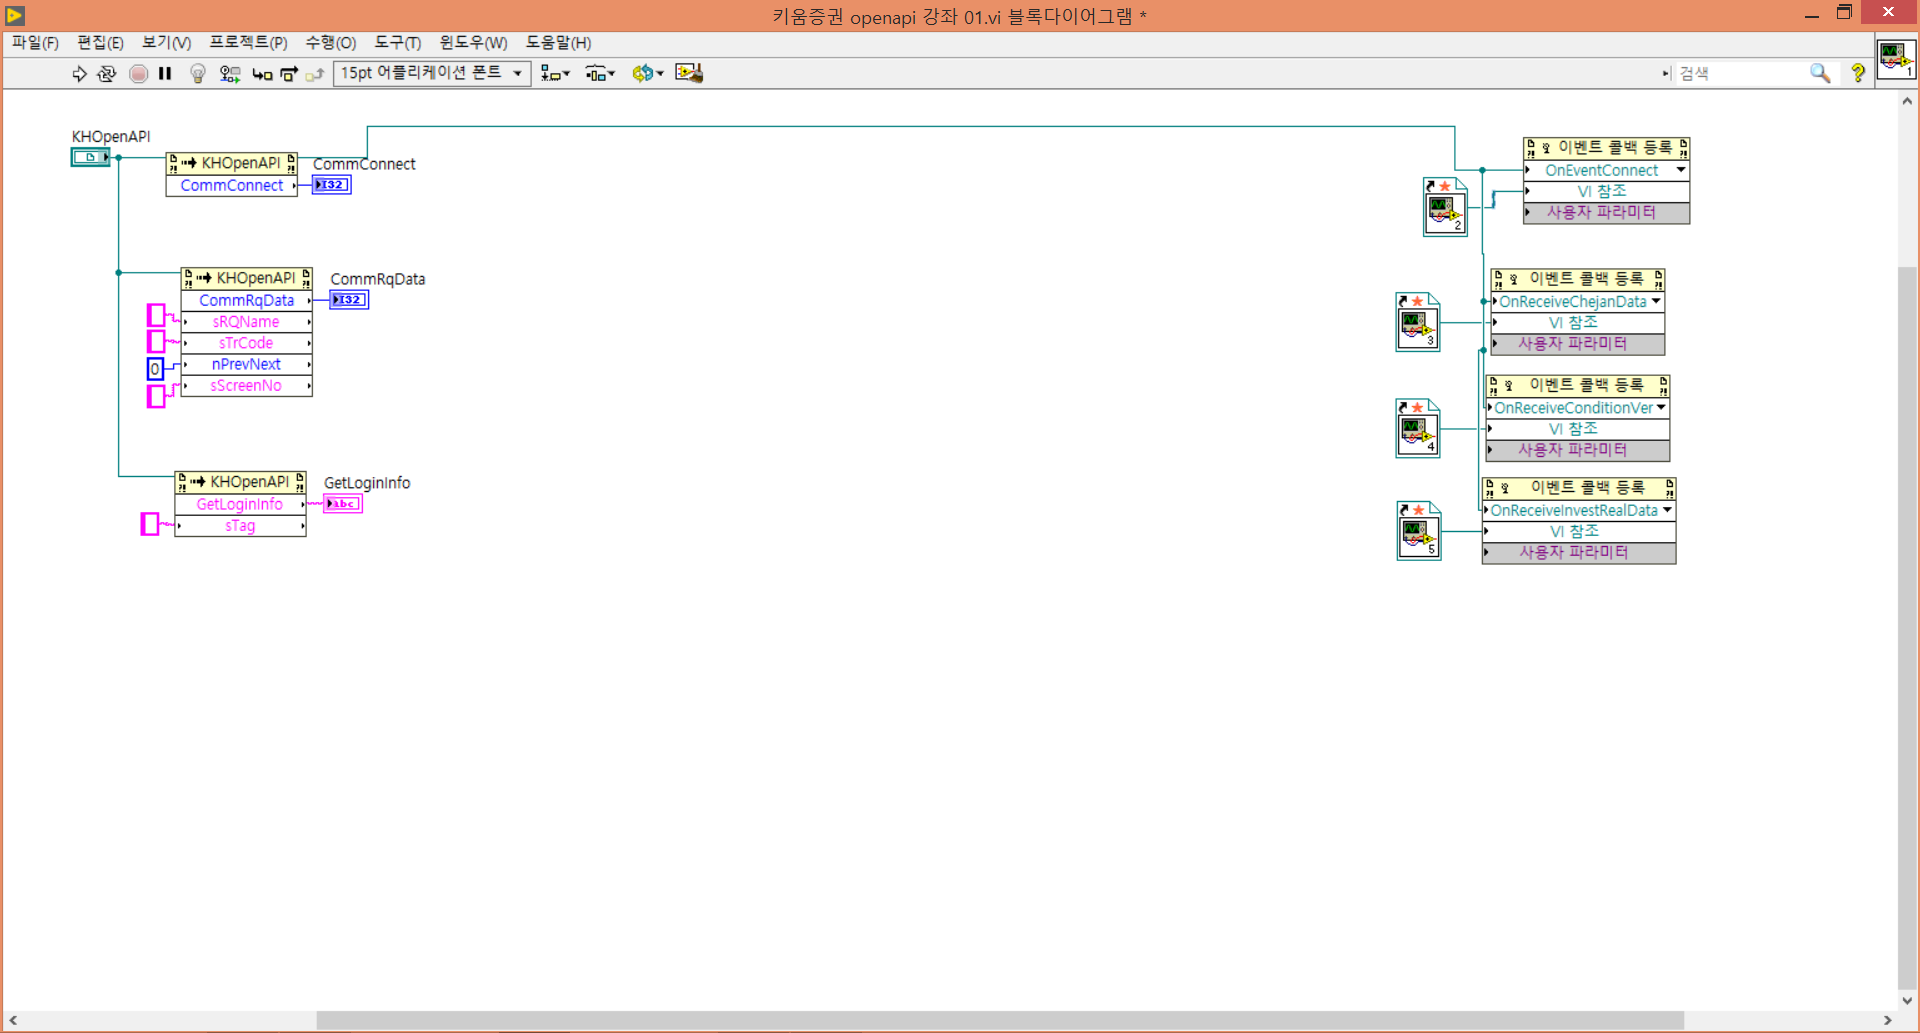 키움증권 openapi 강좌 01.vi 블록다이어그램 *
파일(F) 편집(E) 보기(V) 프로젝트(P) 수행(O) 도구(T) 윈도우(W) 도움말(H)
15pt 어플리케이션 폰트
검색
?
1
KHOpenAPI
KHOpenAPI
CommConnect
CommConnect
I32
KHOpenAPI
CommRqData
sRQName
sTrCode
nPrevNext
sScreenNo
CommRqData
I32
0
KHOpenAPI
GetLoginInfo
sTag
GetLoginInfo
abc
이벤트 콜백 등록
OnEventConnect
VI 참조
사용자 파라미터
2
이벤트 콜백 등록
OnReceiveChejanData
VI 참조
사용자 파라미터
3
이벤트 콜백 등록
OnReceiveConditionVer
VI 참조
사용자 파라미터
4
이벤트 콜백 등록
OnReceiveInvestRealData
VI 참조
사용자 파라미터
5